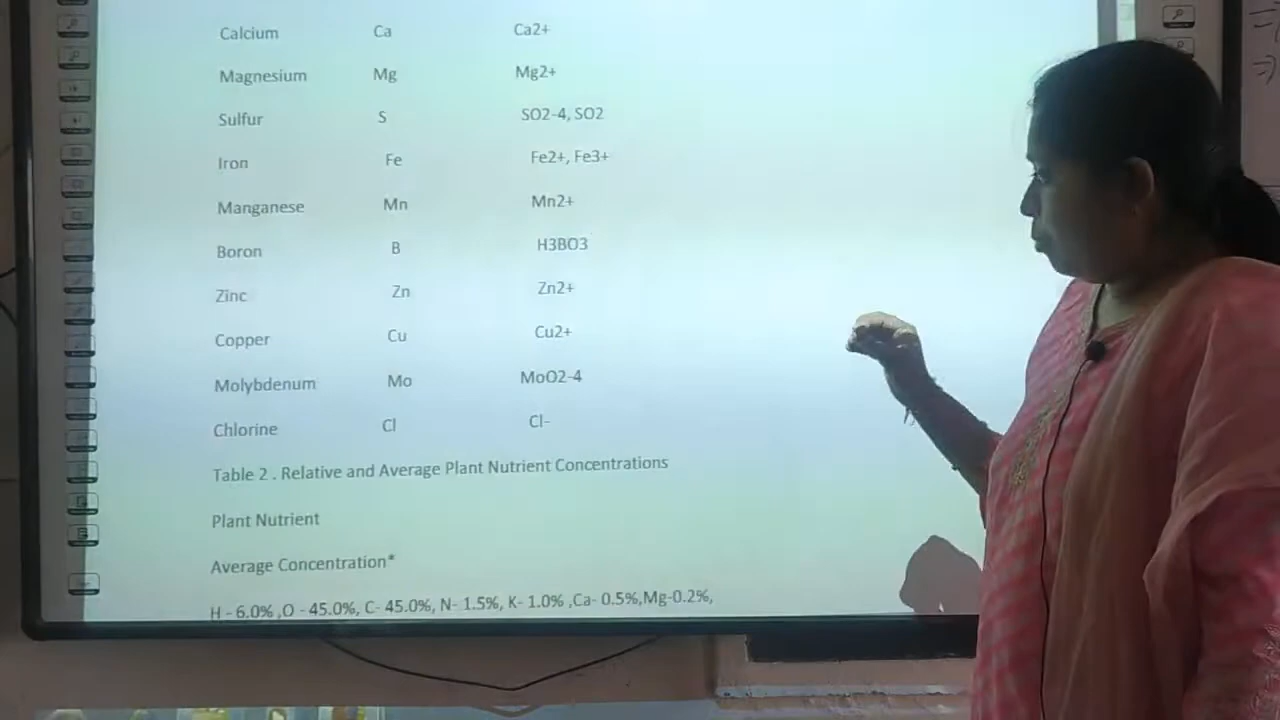 Calcium Ca Ca2+
Magnesium Mg Mg2+
Sulfur S SO2-4, SO2
Iron Fe Fe2+, Fe3+
Manganese Mn Mn2+
Boron B H3BO3
Zinc Zn Zn2+
Copper Cu Cu2+
Molybdenum Mo MoO2-4
Chlorine Cl Cl-
Table 2 . Relative and Average Plant Nutrient Concentrations
Plant Nutrient
Average Concentration*
H - 6.0% ,O - 45.0%, C- 45.0%, N- 1.5%, K- 1.0% ,Ca- 0.5%,Mg-0.2%,